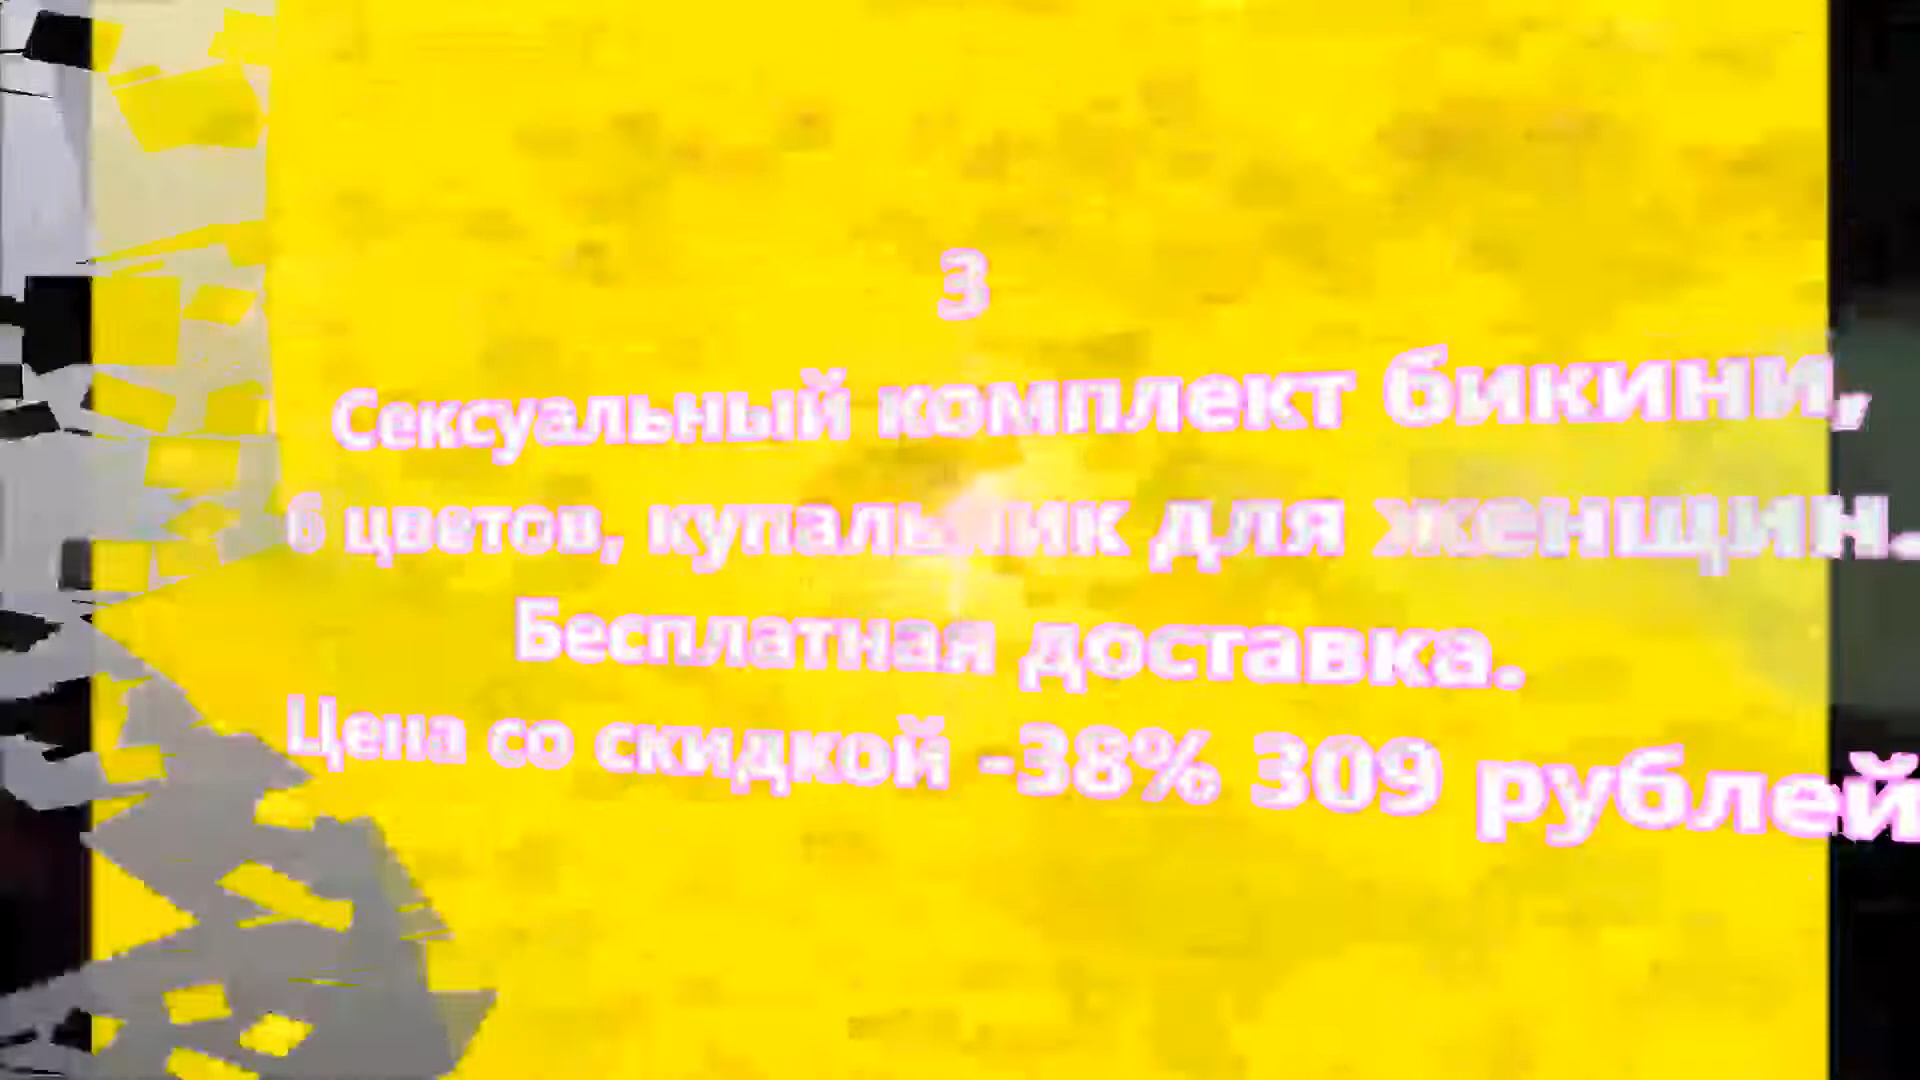 3
Сексуальный комплект бикини,
6 цветов, купальник для женщин.
Бесплатная доставка.
Цена со скидкой -38% 309 рублей